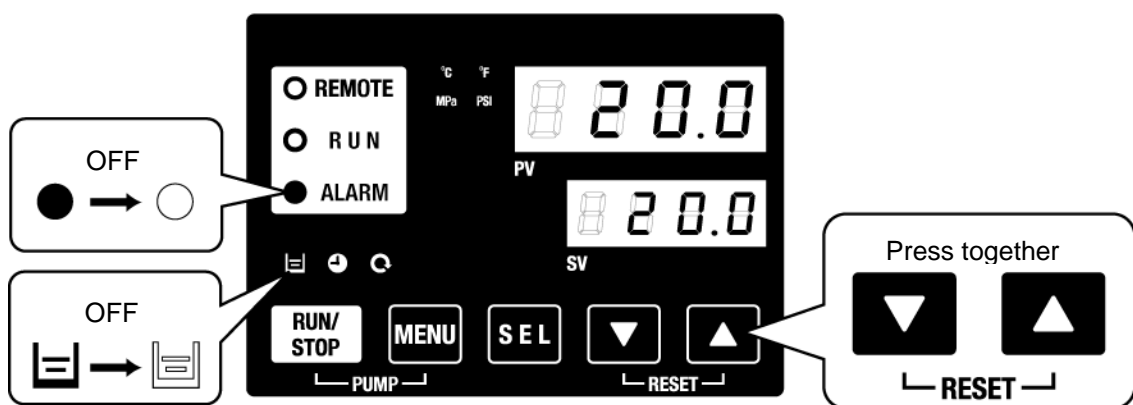 OFF
OFF
REMOTE
RUN
ALARM
°C °F
MPa PSI
20.0
PV
20.0
SV
RUN/
STOP
MENU
SEL
PUMP
RESET
Press together
RESET